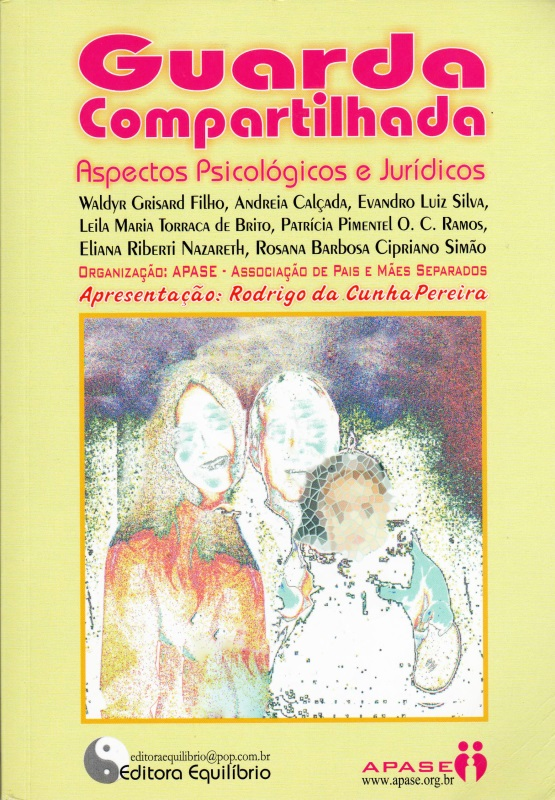 Guarda
Compartilhada
Aspectos Psicológicos e Jurídicos
Waldyr Grisard Filho, Andreia Calçada, Evandro Luiz Silva,
Leila Maria Torraca de Brito, Patrícia Pimentel O. C. Ramos,
Eliana Riberti Nazareth, Rosana Barbosa Cipriano Simão
Organização: APASE - Associação de Pais e Mães Separados
Apresentação: Rodrigo da Cunha Pereira
editoraequilibrio@pop.com.br
Editora Equilíbrio
APASE
www.apase.org.br